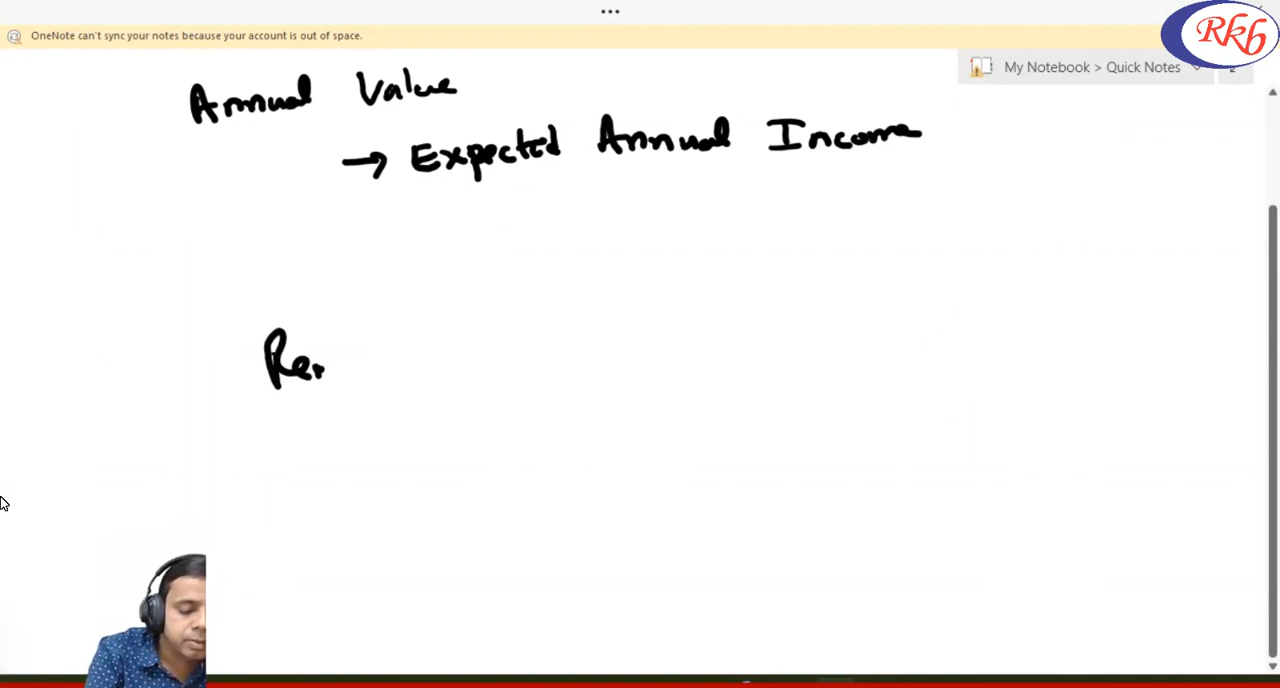 OneNote can't sync your notes because your account is out of space.
Rkb
My Notebook > Quick Notes
Annual Value
→ Expected Annual Income